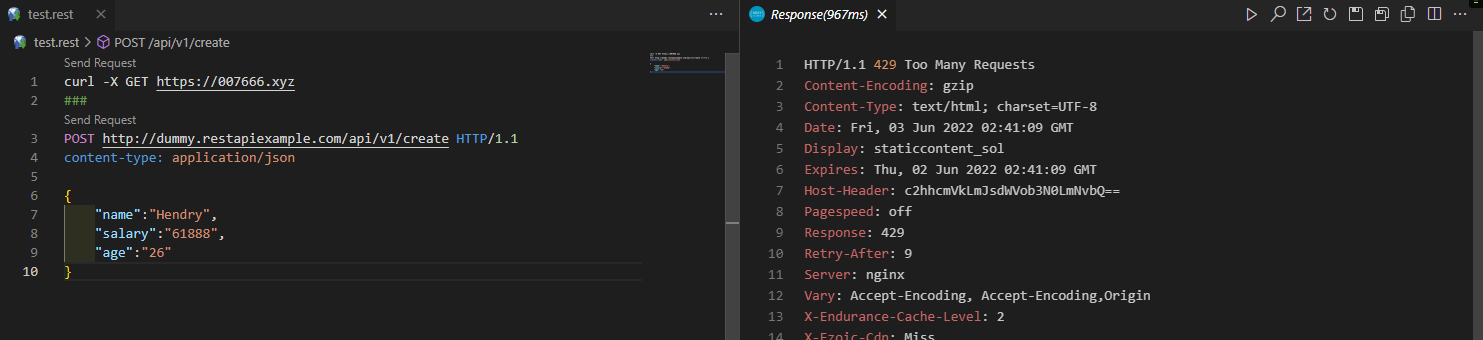 test.rest
test.rest > POST /api/v1/create
Send Request
1 curl -X GET https://007666.xyz
2 ###
Send Request
3 POST http://dummy.restapiexample.com/api/v1/create HTTP/1.1
4 content-type: application/json
5
6 {
7 "name":"Hendry",
8 "salary":"61888",
9 "age":"26"
10 }
Response(967ms)
1 HTTP/1.1 429 Too Many Requests
2 Content-Encoding: gzip
3 Content-Type: text/html; charset=UTF-8
4 Date: Fri, 03 Jun 2022 02:41:09 GMT
5 Display: staticcontent_sol
6 Expires: Thu, 02 Jun 2022 02:41:09 GMT
7 Host-Header: c2hhcmVkLmJsdWVob3N0LmNvbQ==
8 Pagespeed: off
9 Response: 429
10 Retry-After: 9
11 Server: nginx
12 Vary: Accept-Encoding, Accept-Encoding,Origin
13 X-Endurance-Cache-Level: 2
14 X-Ezoic-Cdn: Miss